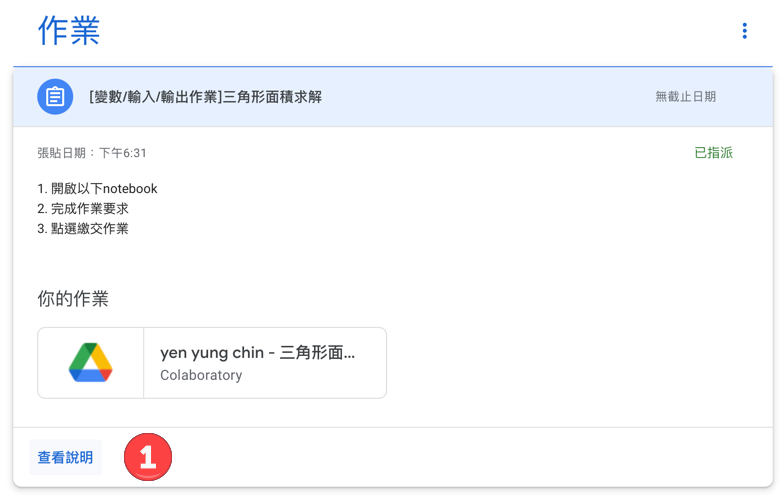 作業
[變數/輸入/輸出作業]三角形面積求解
無截止日期
張貼日期：下午6:31
已指派
1. 開啟以下notebook
2. 完成作業要求
3. 點選繳交作業
你的作業
yen yung chin - 三角形面...
Colaboratory
查看說明
1